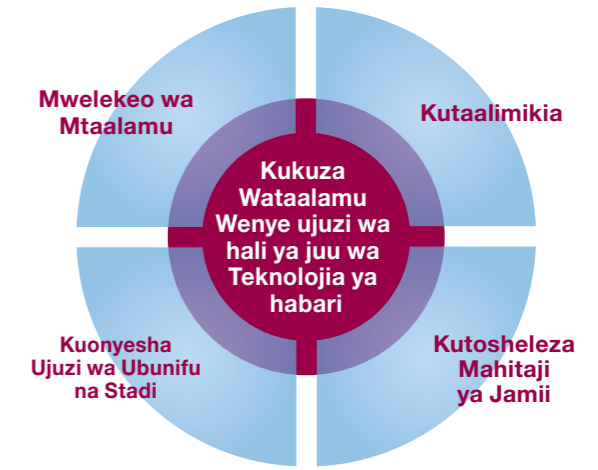 Mwelekeo wa
Mtaalamu
Kutaalimikia
Kukuza
Wataalamu
Wenye ujuzi wa
hali ya juu wa
Teknolojia ya
habari
Kuonyesha
Ujuzi wa Ubunifu
na Stadi
Kutosheleza
Mahitaji
ya Jamii